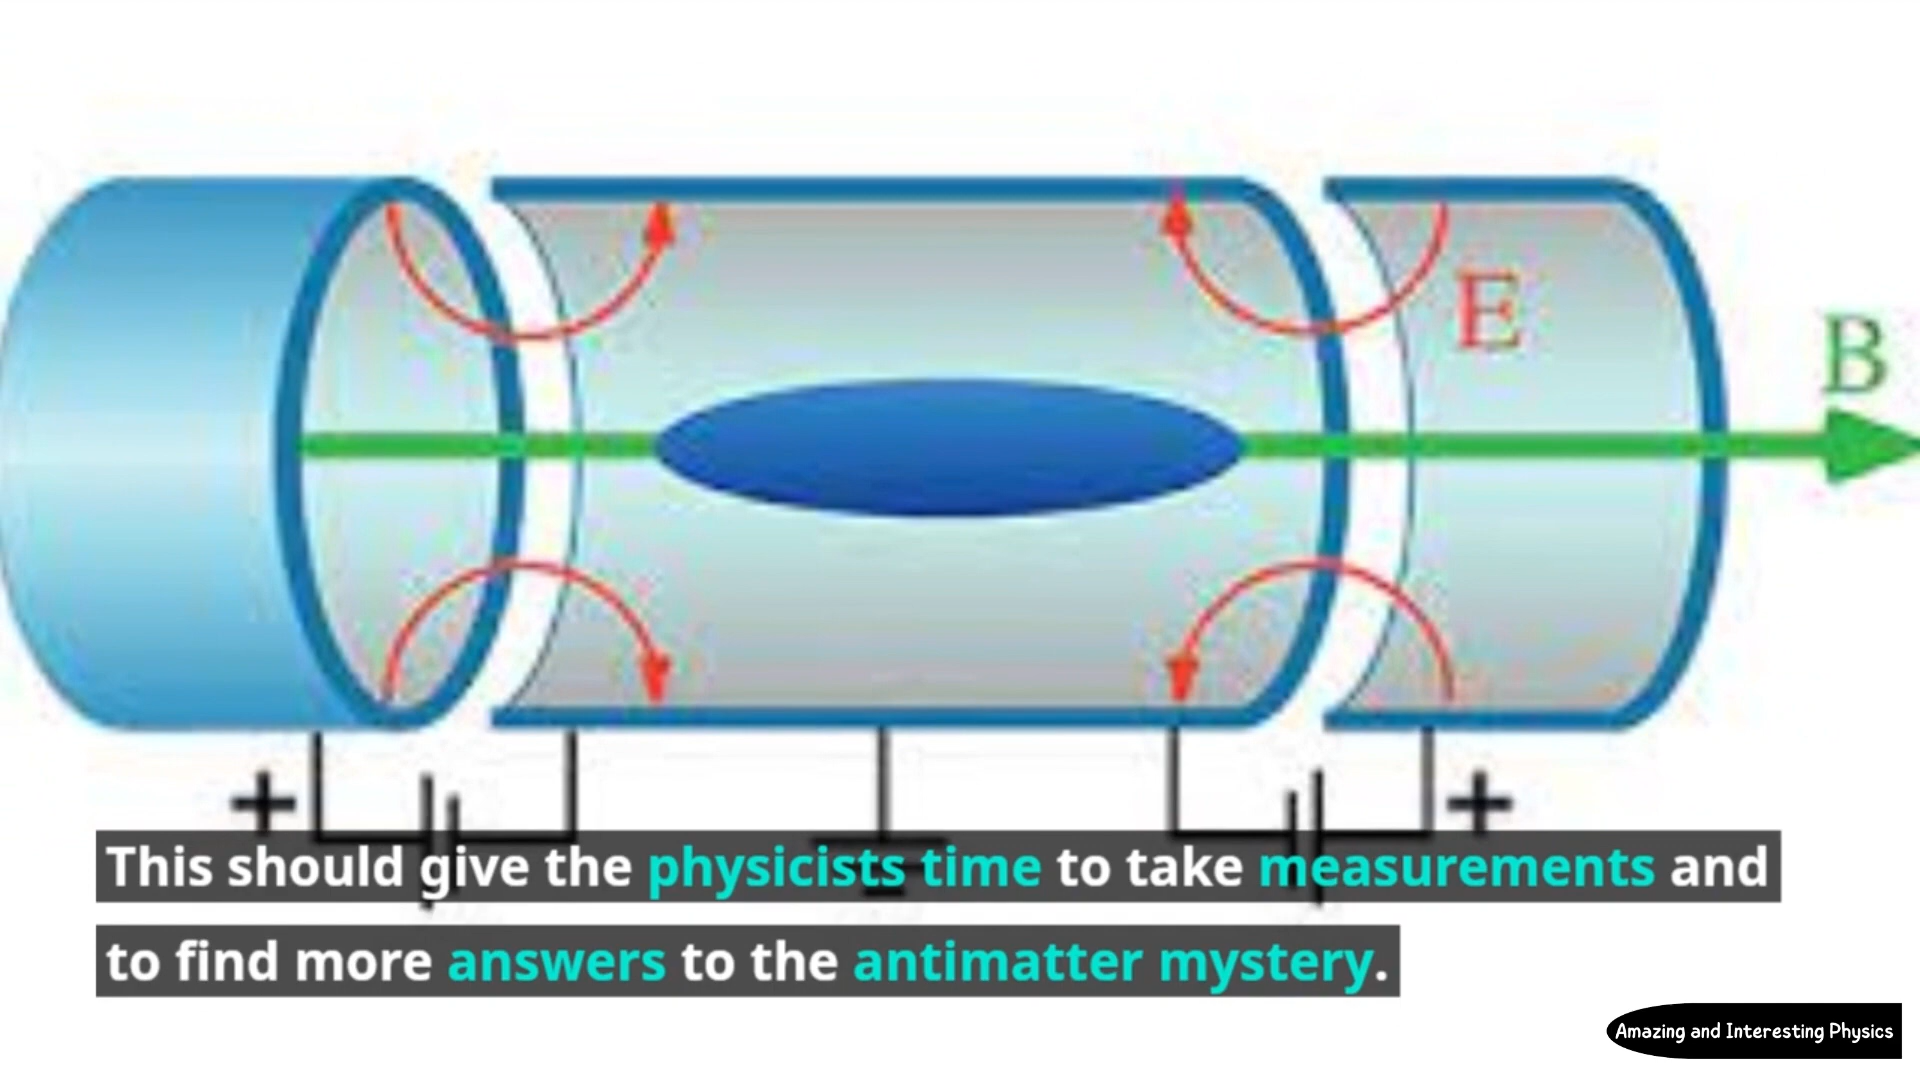 E
B
+ +
This should give the physicists time to take measurements and
to find more answers to the antimatter mystery.
Amazing and Interesting Physics